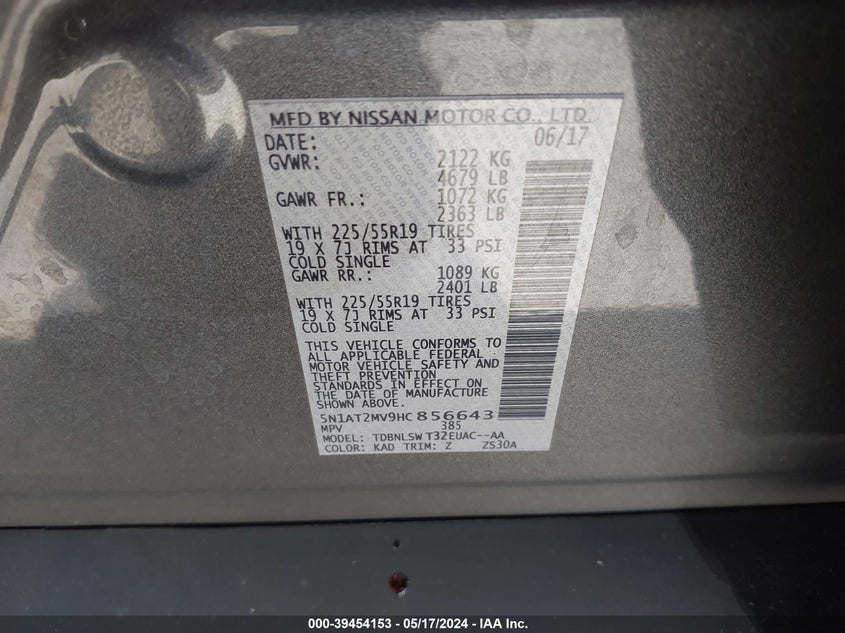 MFD BY NISSAN MOTOR CO., LTD.
DATE: 06/17
GVWR: 2122 KG
4679 LB
GAWR FR.: 1072 KG
2363 LB
WITH 225/55R19 TIRES
19 X 7J RIMS AT 33 PSI
COLD SINGLE
GAWR RR.: 1089 KG
2401 LB
WITH 225/55R19 TIRES
19 X 7J RIMS AT 33 PSI
COLD SINGLE
THIS VEHICLE CONFORMS TO
ALL APPLICABLE FEDERAL
MOTOR VEHICLE SAFETY AND
THEFT PREVENTION
STANDARDS IN EFFECT ON
THE DATE OF MANUFACTURE
SHOWN ABOVE.
5N1AT2MV9HC856643
MPV 385
MODEL: TDBNLSW T32EUAC--AA
COLOR: KAD TRIM: Z ZS30A
000-39454153 - 05/17/2024 - IAA Inc.